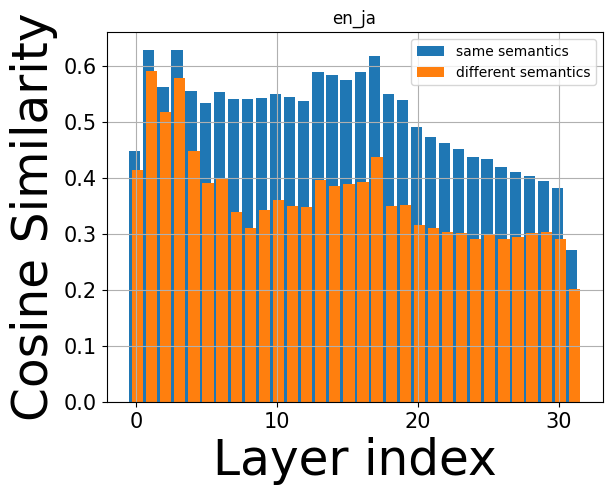 en_ja
same semantics
different semantics
Cosine Similarity
0.6
0.5
0.4
0.3
0.2
0.1
0.0
0 10 20 30
Layer index